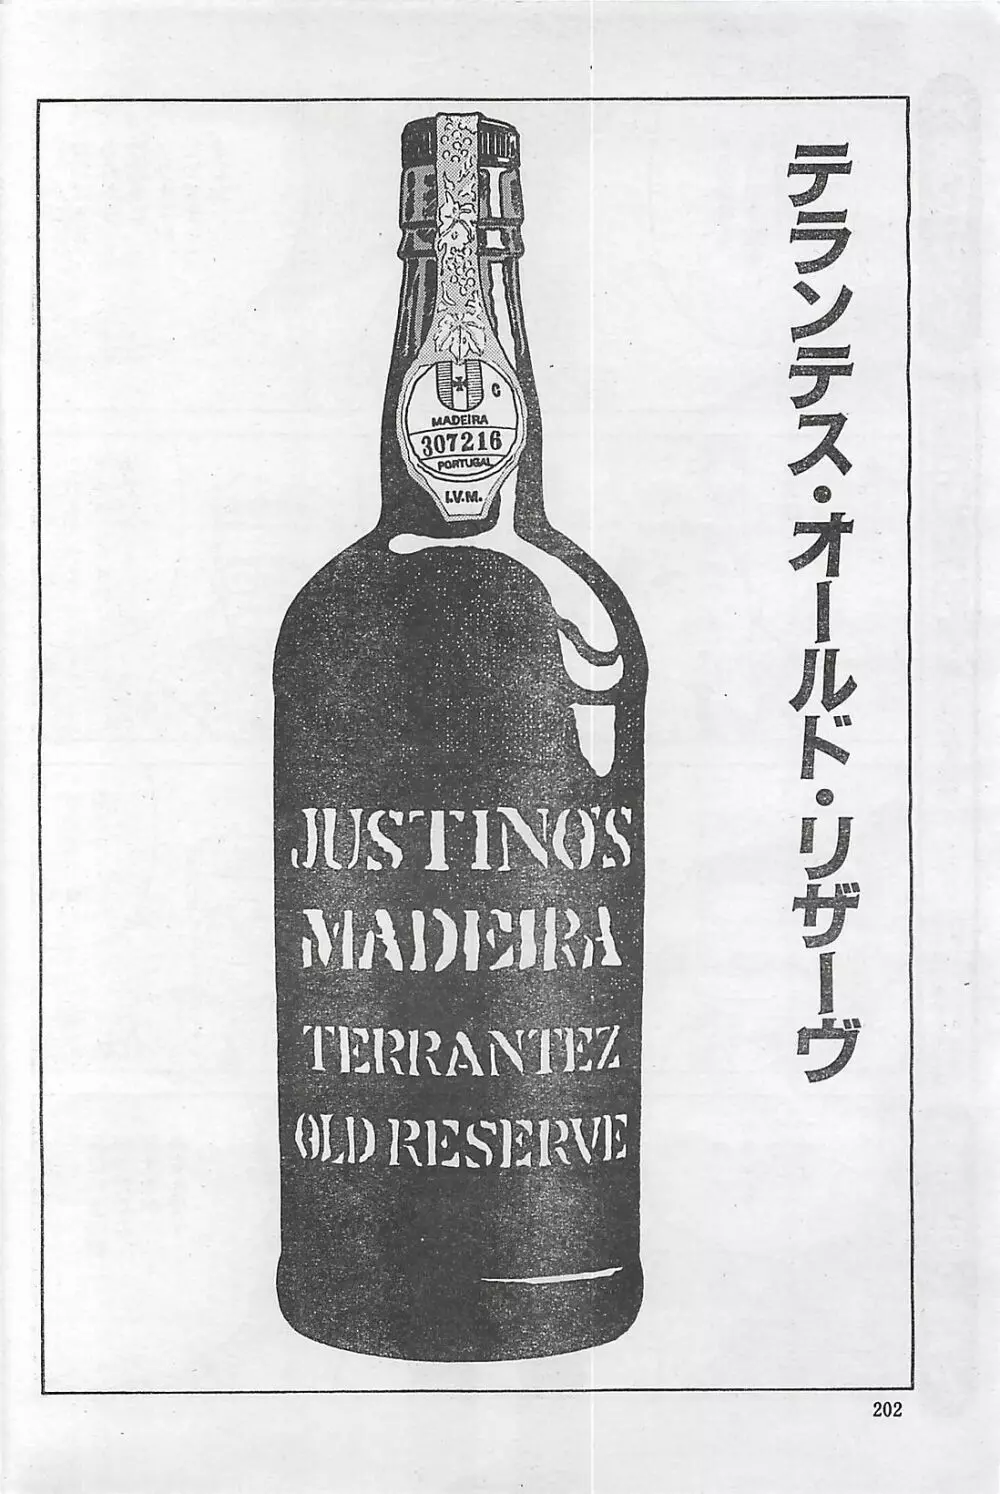 テランテス・オールド・リザーヴ
C
MADEIRA
307216
PORTUGAL
I.V.M.
JUSTINO'S
MADEIRA
TERRANTEZ
OLD RESERVE
202